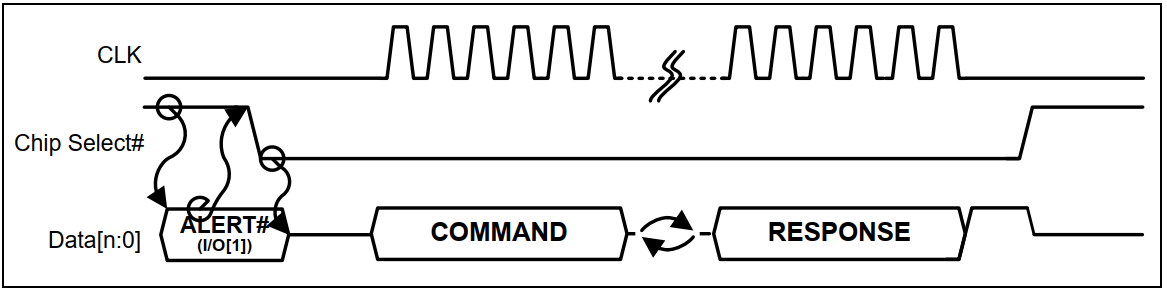 CLK
Chip Select#
Data[n:0]
ALERT#
(I/O[1])
COMMAND
RESPONSE